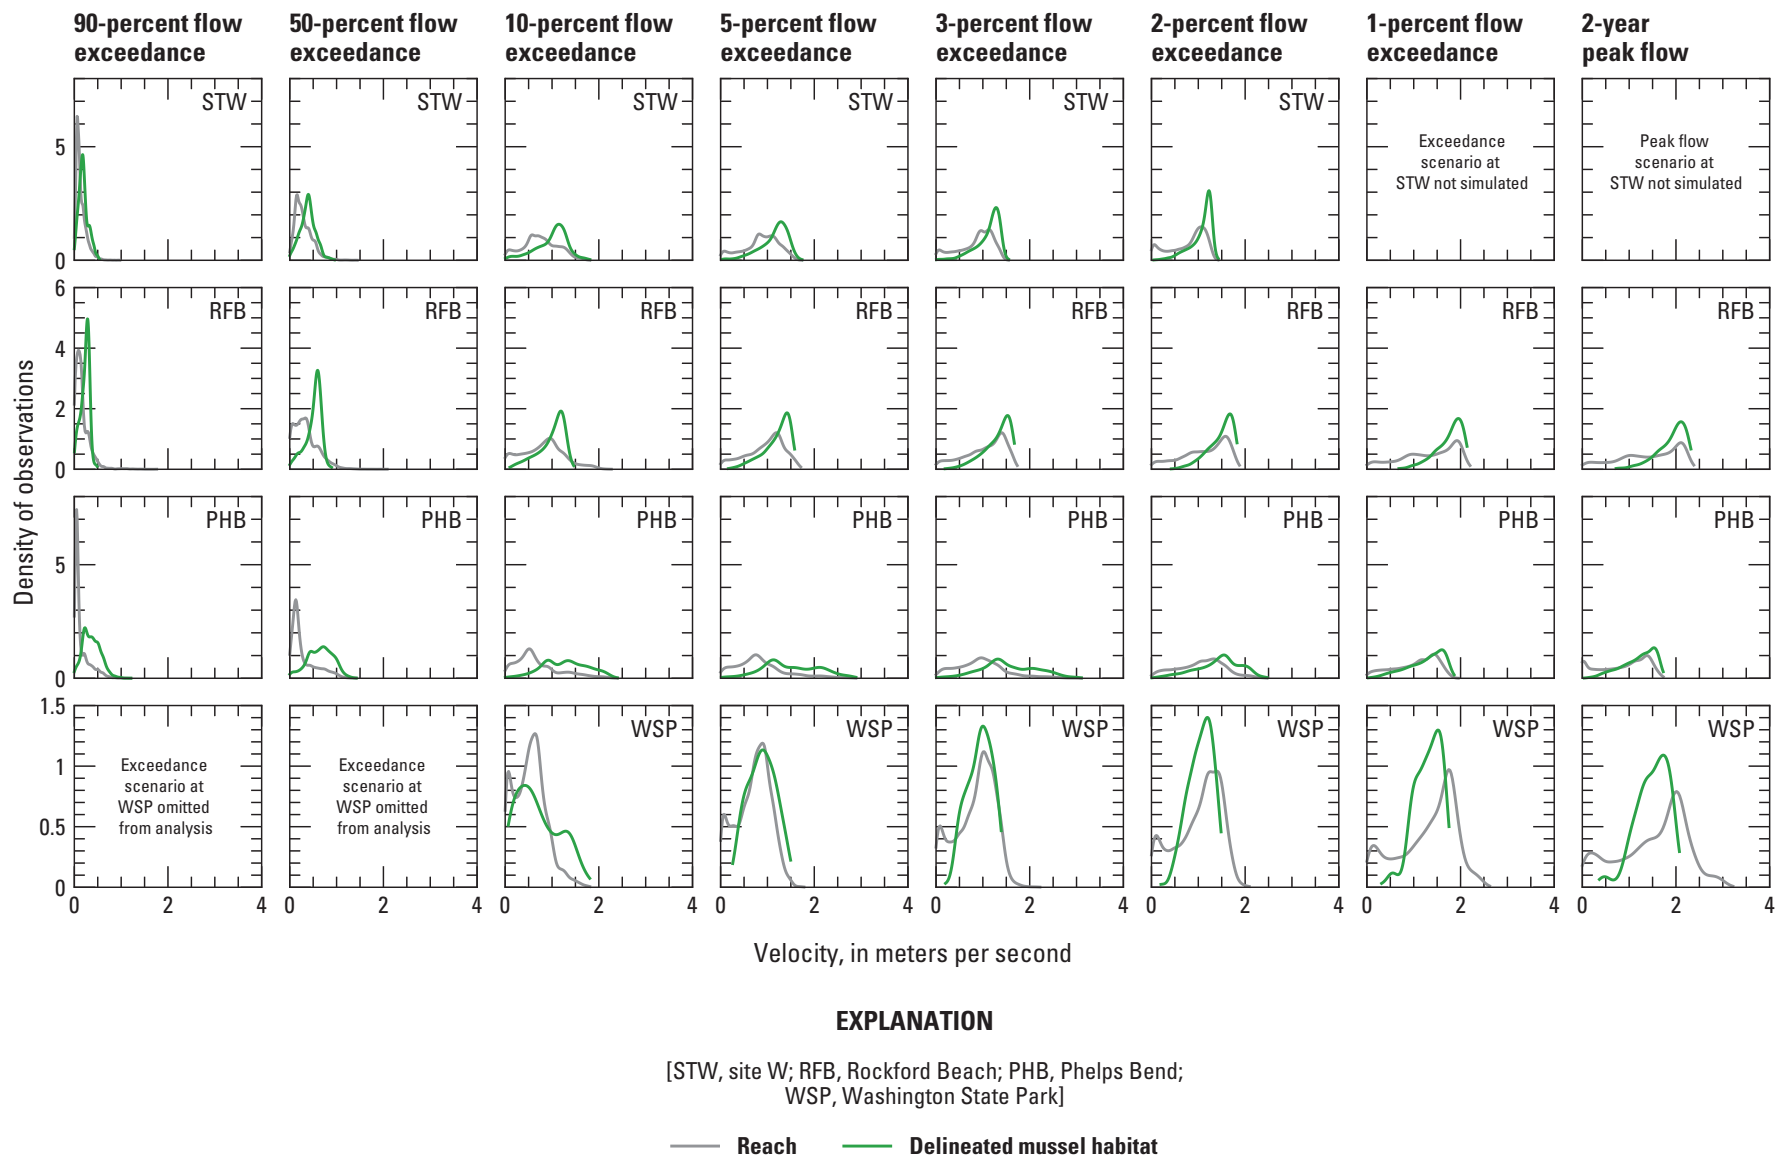 90-percent flow
exceedance
50-percent flow
exceedance
10-percent flow
exceedance
5-percent flow
exceedance
3-percent flow
exceedance
2-percent flow
exceedance
1-percent flow
exceedance
2-year
peak flow
Density of observations
5
0
STW
STW
STW
STW
STW
STW
Exceedance
scenario at
STW not simulated
Peak flow
scenario at
STW not simulated
6
4
2
0
RFB
RFB
RFB
RFB
RFB
RFB
RFB
RFB
5
0
PHB
PHB
PHB
PHB
PHB
PHB
PHB
PHB
1.5
1
0.5
0
Exceedance
scenario at
WSP omitted
from analysis
Exceedance
scenario at
WSP omitted
from analysis
WSP
WSP
WSP
WSP
WSP
WSP
0 2 4
0 2 4
0 2 4
0 2 4
0 2 4
0 2 4
0 2 4
0 2 4
Velocity, in meters per second
EXPLANATION
[STW, site W; RFB, Rockford Beach; PHB, Phelps Bend;
WSP, Washington State Park]
Reach
Delineated mussel habitat